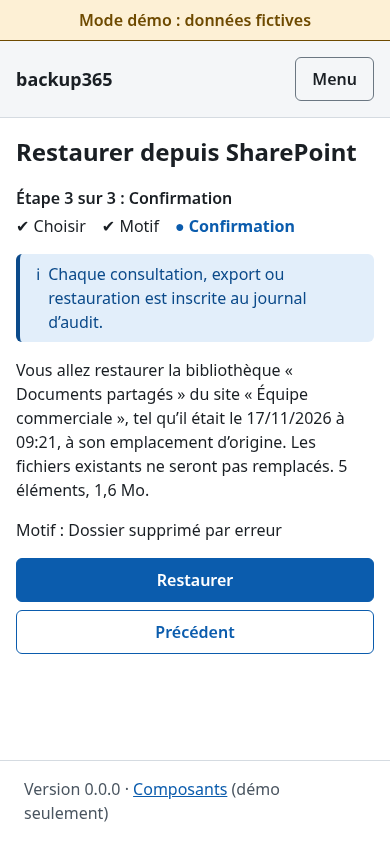 Mode démo : données fictives
backup365
Menu
Restaurer depuis SharePoint
Étape 3 sur 3 : Confirmation
✔ Choisir ✔ Motif ● Confirmation
i Chaque consultation, export ou
restauration est inscrite au journal
d’audit.
Vous allez restaurer la bibliothèque «
Documents partagés » du site « Équipe
commerciale », tel qu’il était le 17/11/2026 à
09:21, à son emplacement d’origine. Les
fichiers existants ne seront pas remplacés. 5
éléments, 1,6 Mo.
Motif : Dossier supprimé par erreur
Restaurer
Précédent
Version 0.0.0 · Composants (démo
seulement)